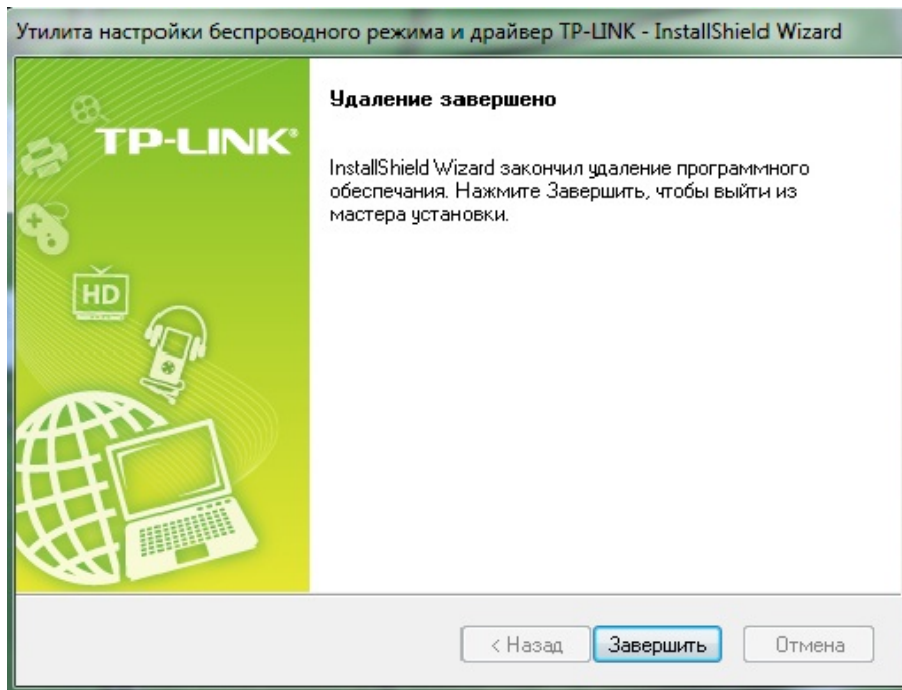 Утилита настройки беспроводного режима и драйвер TP-LINK - InstallShield Wizard
TP-LINK®
HD
Удаление завершено
InstallShield Wizard закончил удаление программного
обеспечания. Нажмите Завершить, чтобы выйти из
мастера установки.
< Назад
Завершить
Отмена